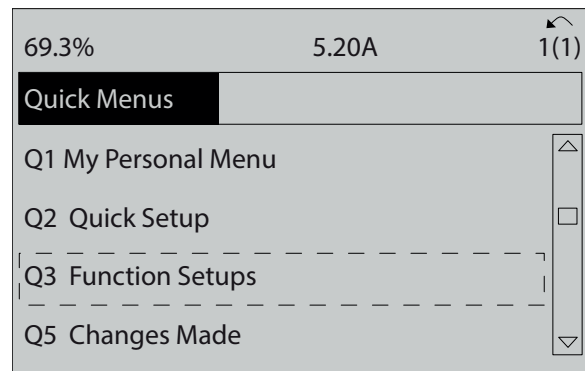 69.3% 5.20A 1(1)
Quick Menus
Q1 My Personal Menu
Q2 Quick Setup
Q3 Function Setups
Q5 Changes Made